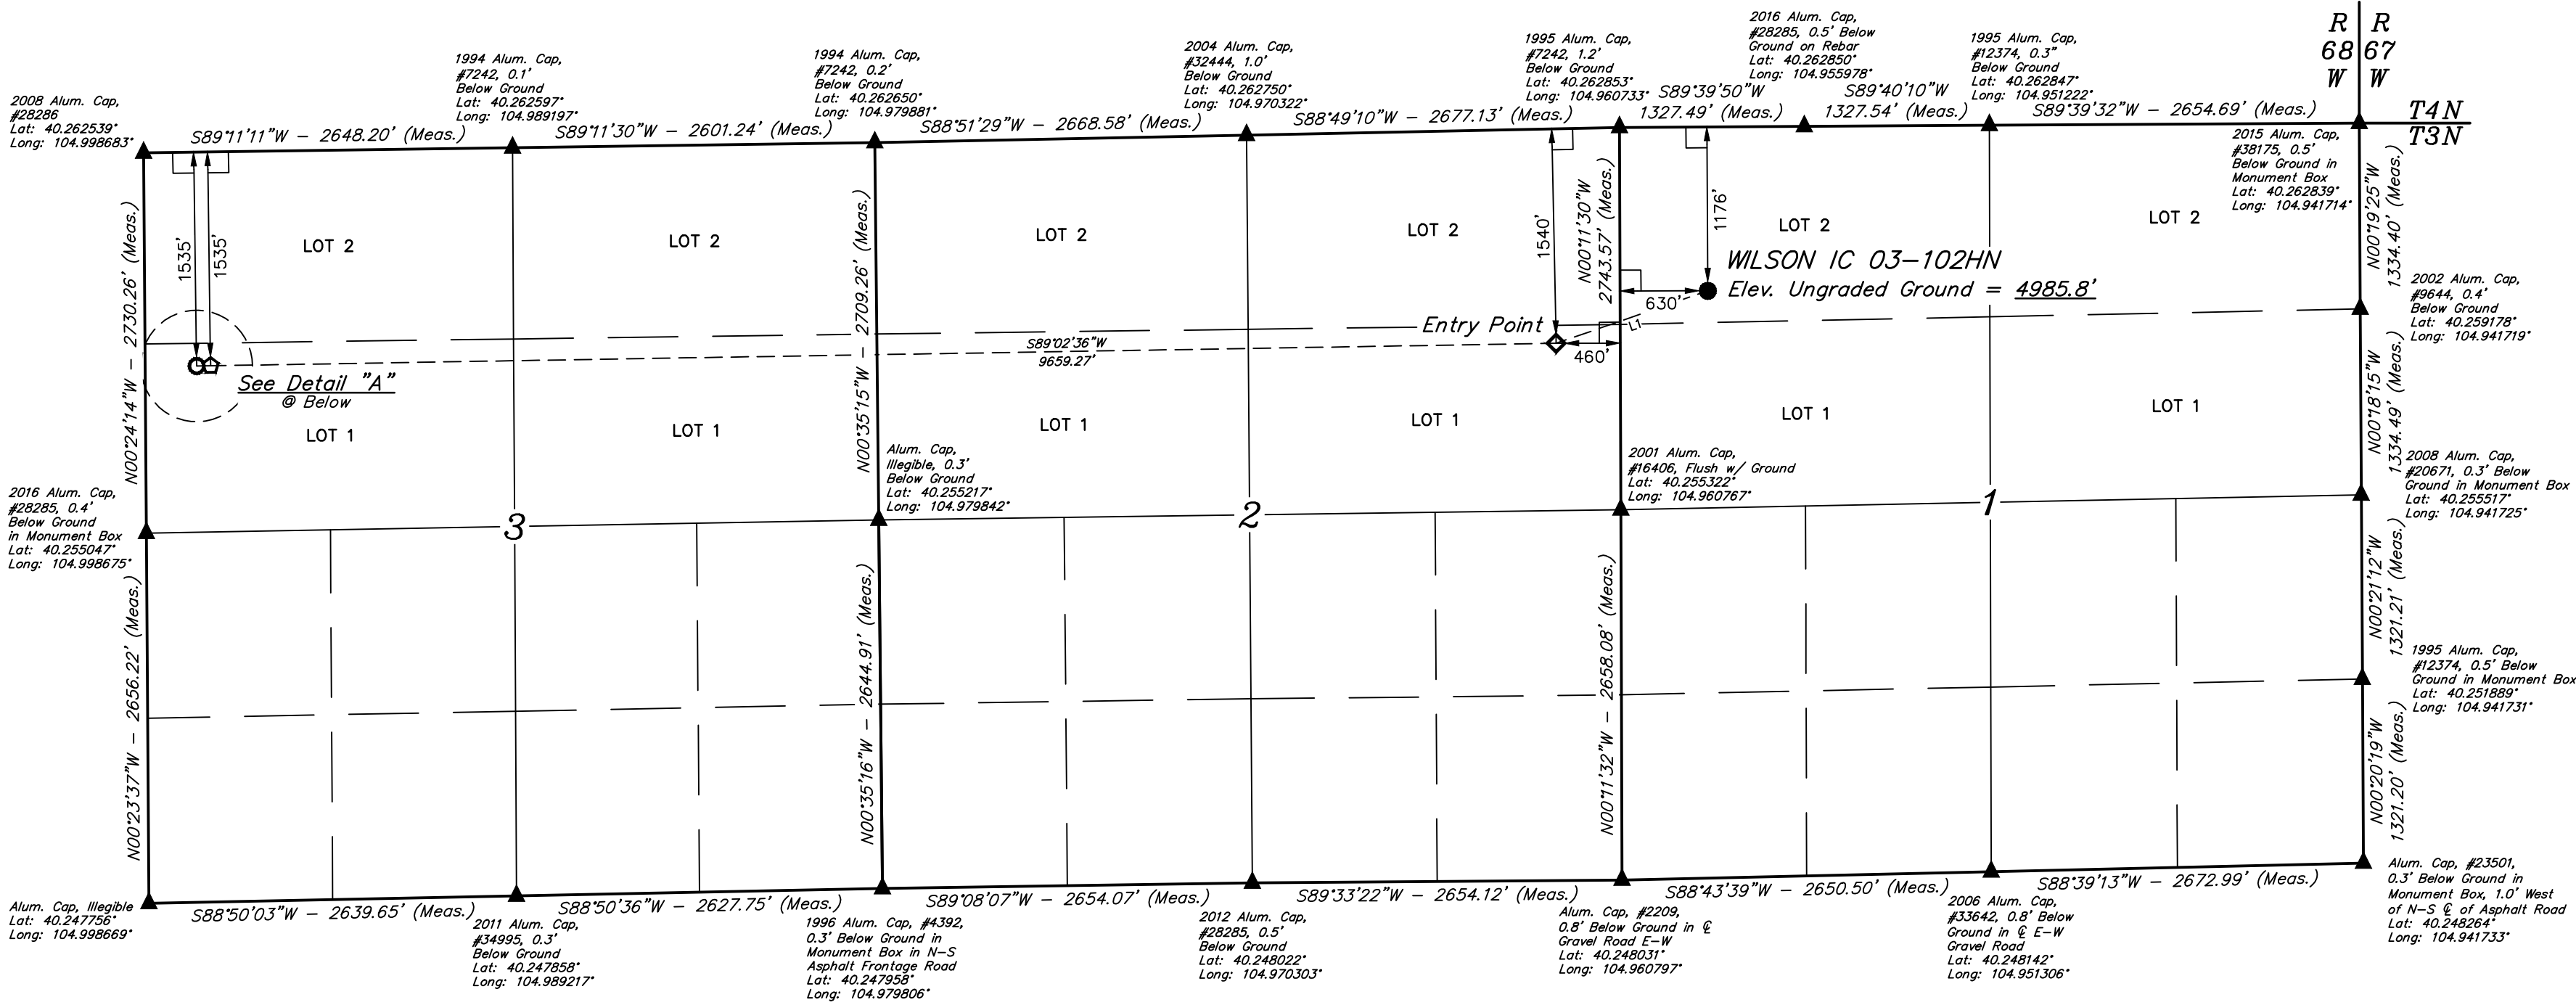 2008 Alum. Cap,
#28286
Lat: 40.262539°
Long: 104.998683°
1994 Alum. Cap,
#7242, 0.1'
Below Ground
Lat: 40.262597°
Long: 104.989197°
1994 Alum. Cap,
#7242, 0.2'
Below Ground
Lat: 40.262650°
Long: 104.979881°
2004 Alum. Cap,
#32444, 1.0'
Below Ground
Lat: 40.262750°
Long: 104.970322°
1995 Alum. Cap,
#7242, 1.2'
Below Ground
Lat: 40.262853°
Long: 104.960733°
2016 Alum. Cap,
#28285, 0.5' Below
Ground on Rebar
Lat: 40.262850°
Long: 104.955978°
1995 Alum. Cap,
#12374, 0.3"
Below Ground
Lat: 40.262847°
Long: 104.951222°
R R
68 67
W W
T4N
T3N
S89°11'11"W – 2648.20' (Meas.)
S89°11'30"W – 2601.24' (Meas.)
S88°51'29"W – 2668.58' (Meas.)
S88°49'10"W – 2677.13' (Meas.)
S89°39'50"W
1327.49' (Meas.)
S89°40'10"W
1327.54' (Meas.)
S89°39'32"W – 2654.69' (Meas.)
2015 Alum. Cap,
#38175, 0.5'
Below Ground in
Monument Box
Lat: 40.262839°
Long: 104.941714°
N00°24'14"W – 2730.26' (Meas.)
1535'
1535'
LOT 2
LOT 2
N00°35'15"W – 2709.26' (Meas.)
LOT 2
LOT 2
1540'
N00°11'30"W
2743.57' (Meas.)
1176'
LOT 2
LOT 2
N00°19'25"W
1334.40' (Meas.)
WILSON IC 03–102HN
Elev. Ungraded Ground = 4985.8'
630'
L1
Entry Point
460'
S89°02'36"W
9659.27'
See Detail "A"
@ Below
2002 Alum. Cap,
#9644, 0.4'
Below Ground
Lat: 40.259178°
Long: 104.941719°
N00°18'15"W
1334.49' (Meas.)
LOT 1
LOT 1
LOT 1
LOT 1
LOT 1
LOT 1
2016 Alum. Cap,
#28285, 0.4'
Below Ground
in Monument Box
Lat: 40.255047°
Long: 104.998675°
Alum. Cap,
Illegible, 0.3'
Below Ground
Lat: 40.255217°
Long: 104.979842°
2001 Alum. Cap,
#16406, Flush w/ Ground
Lat: 40.255322°
Long: 104.960767°
2008 Alum. Cap,
#20671, 0.3' Below
Ground in Monument Box
Lat: 40.255517°
Long: 104.941725°
3
2
1
N00°23'37"W – 2656.22' (Meas.)
N00°35'16"W – 2644.91' (Meas.)
N00°11'32"W – 2658.08' (Meas.)
N00°21'12"W
1321.21' (Meas.)
1995 Alum. Cap,
#12374, 0.5' Below
Ground in Monument Box
Lat: 40.251889°
Long: 104.941731°
N00°20'19"W
1321.20' (Meas.)
Alum. Cap, Illegible
Lat: 40.247756°
Long: 104.998669°
S88°50'03"W – 2639.65' (Meas.)
S88°50'36"W – 2627.75' (Meas.)
S89°08'07"W – 2654.07' (Meas.)
S89°33'22"W – 2654.12' (Meas.)
S88°43'39"W – 2650.50' (Meas.)
S88°39'13"W – 2672.99' (Meas.)
2011 Alum. Cap,
#34995, 0.3'
Below Ground
Lat: 40.247858°
Long: 104.989217°
1996 Alum. Cap, #4392,
0.3' Below Ground in
Monument Box in N–S
Asphalt Frontage Road
Lat: 40.247958°
Long: 104.979806°
2012 Alum. Cap,
#28285, 0.5'
Below Ground
Lat: 40.248022°
Long: 104.970303°
Alum. Cap, #2209,
0.8' Below Ground in ℄
Gravel Road E–W
Lat: 40.248031°
Long: 104.960797°
2006 Alum. Cap,
#33642, 0.8' Below
Ground in ℄ E–W
Gravel Road
Lat: 40.248142°
Long: 104.951306°
Alum. Cap, #23501,
0.3' Below Ground in
Monument Box, 1.0' West
of N–S ℄ of Asphalt Road
Lat: 40.248264°
Long: 104.941733°